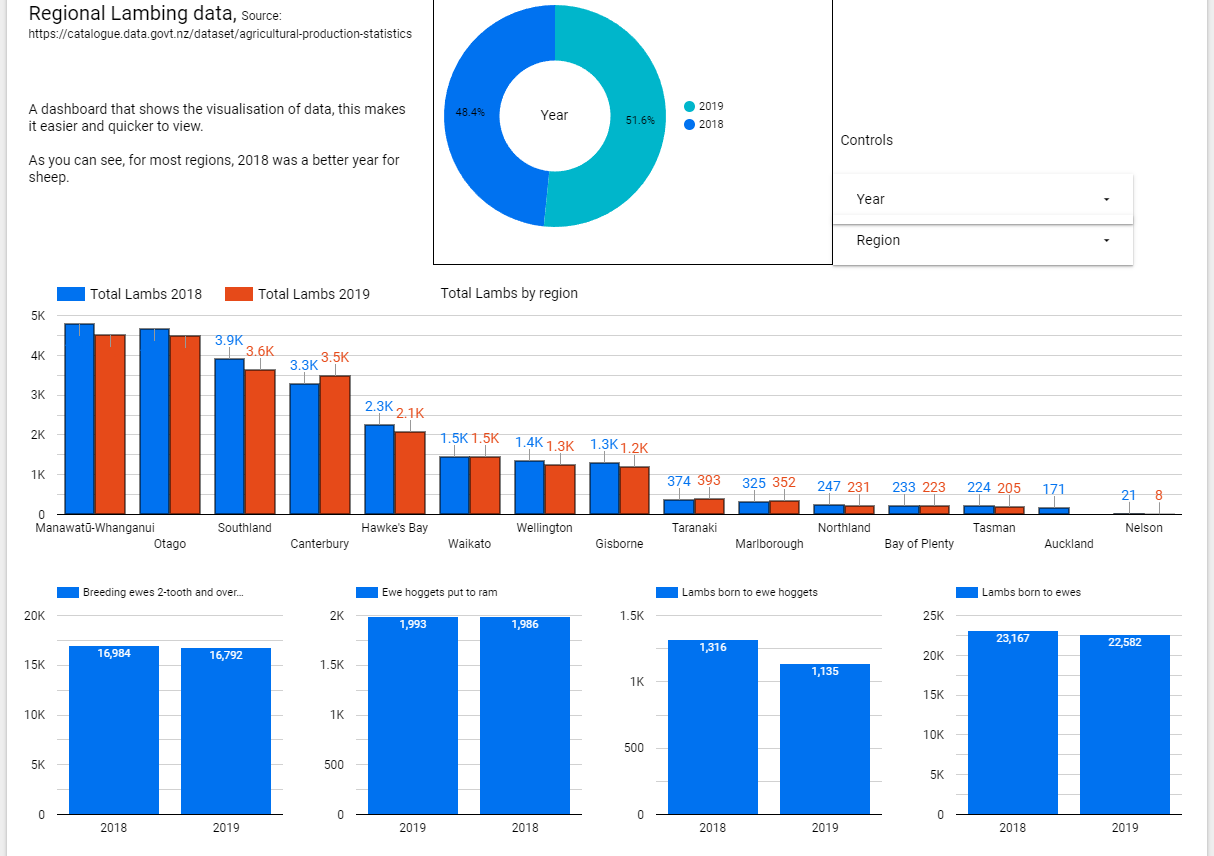 Regional Lambing data, Source:
https://catalogue.data.govt.nz/dataset/agricultural-production-statistics
A dashboard that shows the visualisation of data, this makes
it easier and quicker to view.
As you can see, for most regions, 2018 was a better year for
sheep.
48.4%
Year
51.6%
2019
2018
Controls
Year
Region
Total Lambs 2018
Total Lambs 2019
Total Lambs by region
5K
4K
3K
2K
1K
0
3.9K
3.6K
3.3K
3.5K
2.3K
2.1K
1.5K
1.5K
1.4K
1.3K
1.3K
1.2K
374
393
325
352
247
231
233
223
224
205
171
21
8
Manawatū-Whanganui
Otago
Southland
Canterbury
Hawke's Bay
Waikato
Wellington
Gisborne
Taranaki
Marlborough
Northland
Bay of Plenty
Tasman
Auckland
Nelson
Breeding ewes 2-tooth and over…
20K
15K
10K
5K
0
16,984
16,792
2018
2019
Ewe hoggets put to ram
2K
1.5K
1K
500
0
1,993
1,986
2019
2018
Lambs born to ewe hoggets
1.5K
1K
500
0
1,316
1,135
2018
2019
Lambs born to ewes
25K
20K
15K
10K
5K
0
23,167
22,582
2018
2019